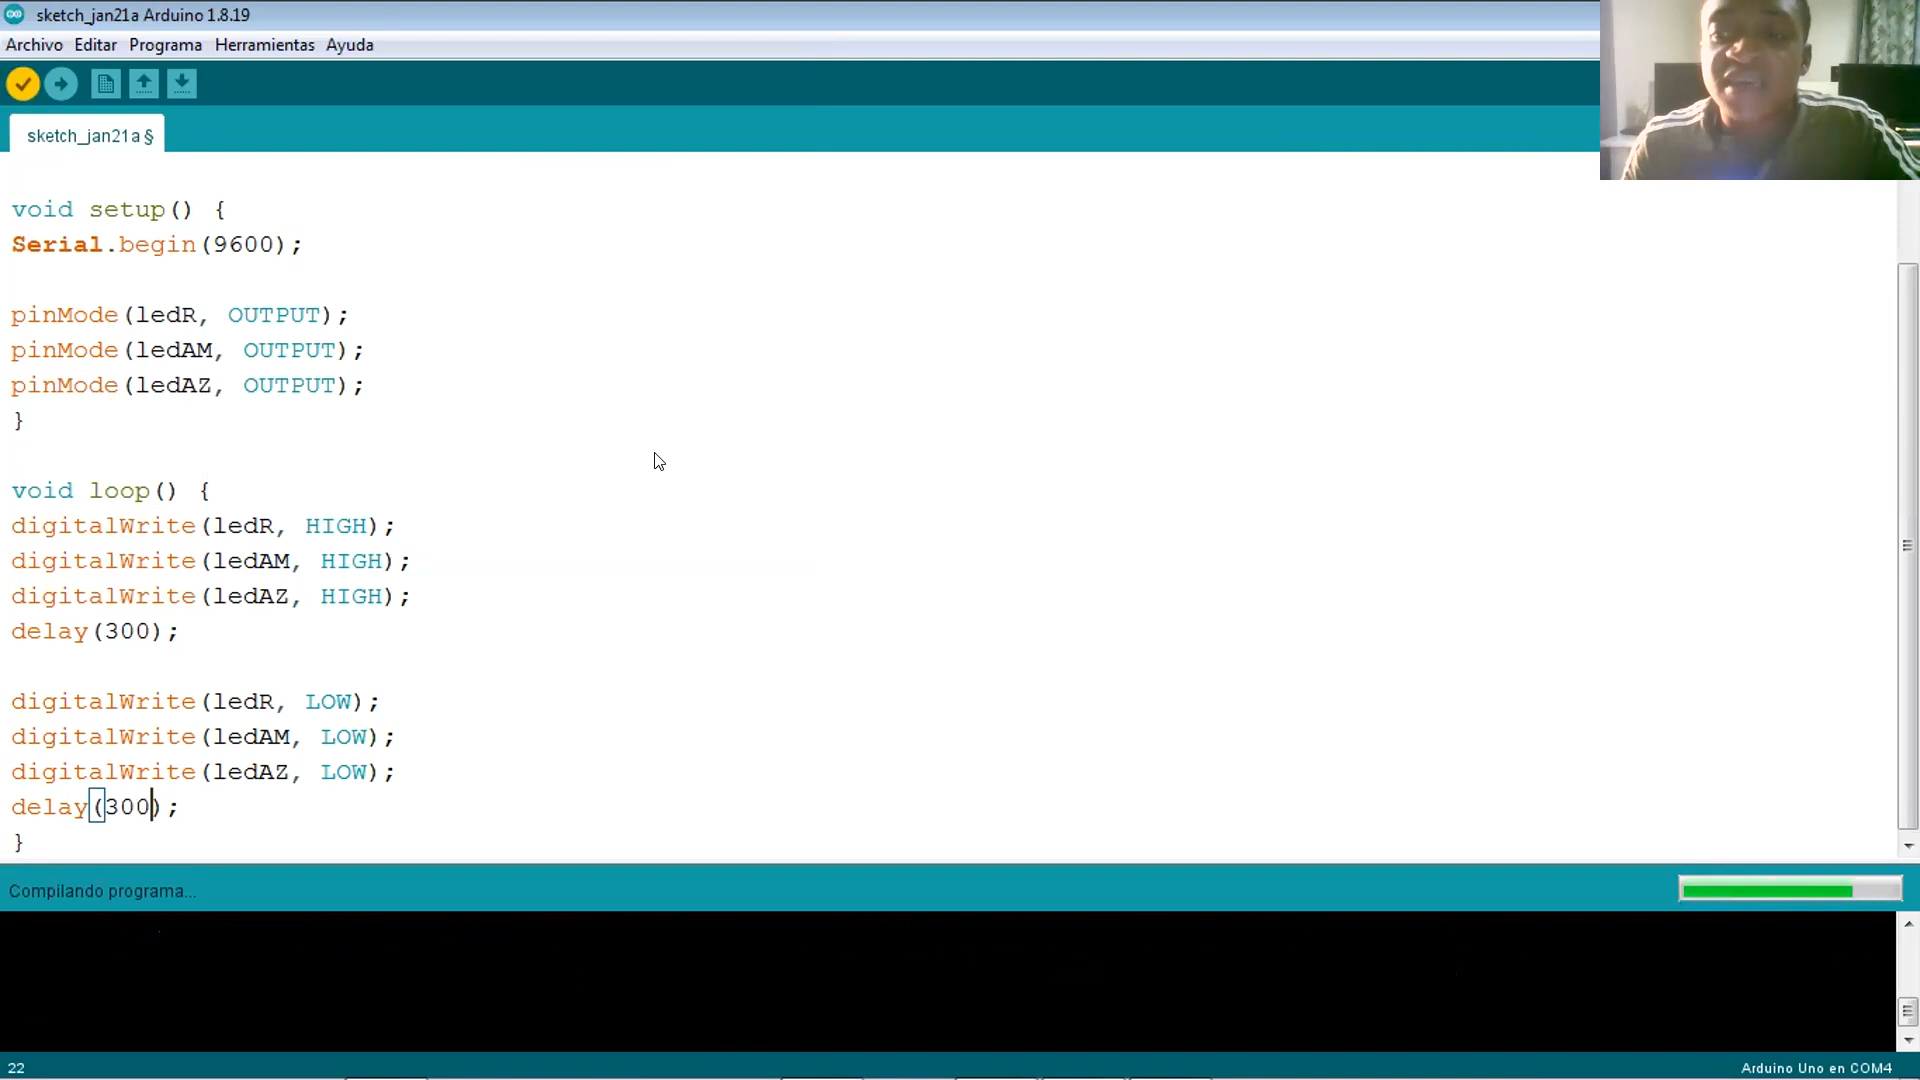 sketch_jan21a Arduino 1.8.19
Archivo Editar Programa Herramientas Ayuda
sketch_jan21a §
void setup() {
Serial.begin(9600);
pinMode(ledR, OUTPUT);
pinMode(ledAM, OUTPUT);
pinMode(ledAZ, OUTPUT);
}
void loop() {
digitalWrite(ledR, HIGH);
digitalWrite(ledAM, HIGH);
digitalWrite(ledAZ, HIGH);
delay(300);
digitalWrite(ledR, LOW);
digitalWrite(ledAM, LOW);
digitalWrite(ledAZ, LOW);
delay(300);
}
Compilando programa...
22
Arduino Uno en COM4